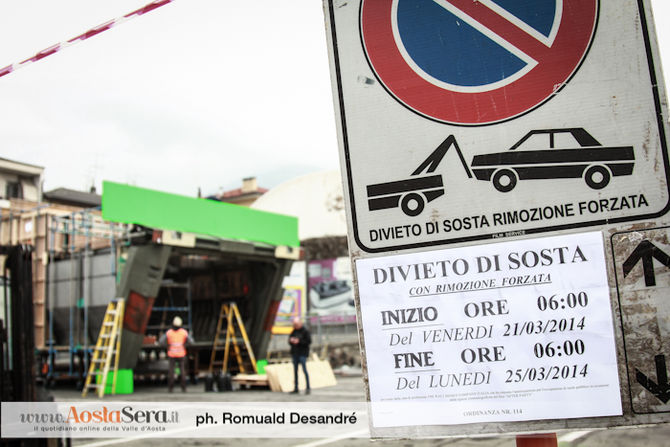 DIVIETO DI SOSTA RIMOZIONE FORZATA
FILM SERVICE
DIVIETO DI SOSTA
CON RIMOZIONE FORZATA
INIZIO ORE 06:00
Del VENERDI 21/03/2014
FINE ORE 06:00
Del LUNEDI 25/03/2014
ORDINANZA NR. 114
www.AostaSera.it
il quotidiano online della Valle d'Aosta
ph. Romuald Desandré